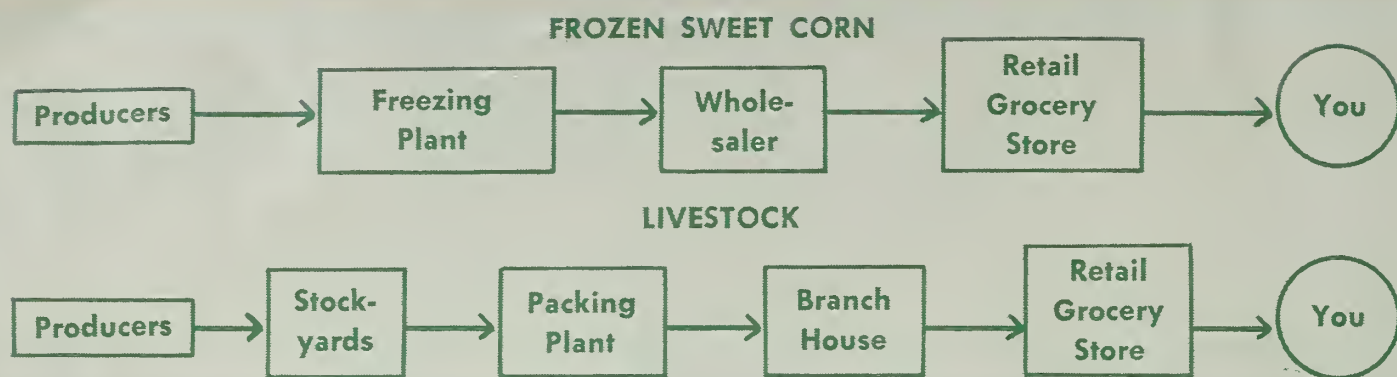 FROZEN SWEET CORN
Producers
Freezing
Plant
Whole-
saler
Retail
Grocery
Store
You
LIVESTOCK
Producers
Stock-
yards
Packing
Plant
Branch
House
Retail
Grocery
Store
You